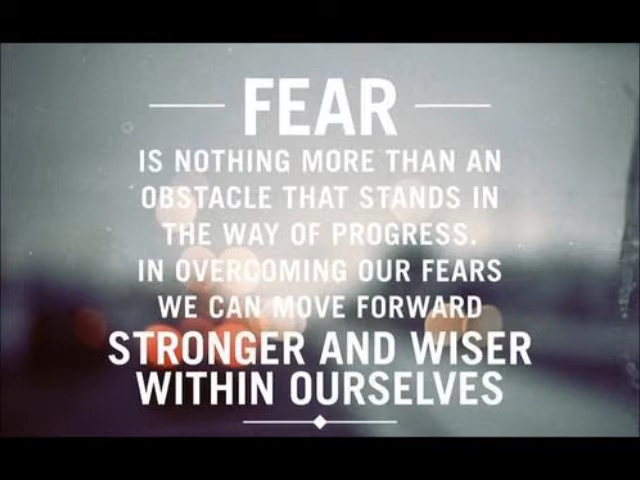 FEAR
IS NOTHING MORE THAN AN
OBSTACLE THAT STANDS IN
THE WAY OF PROGRESS.
IN OVERCOMING OUR FEARS
WE CAN MOVE FORWARD
STRONGER AND WISER
WITHIN OURSELVES